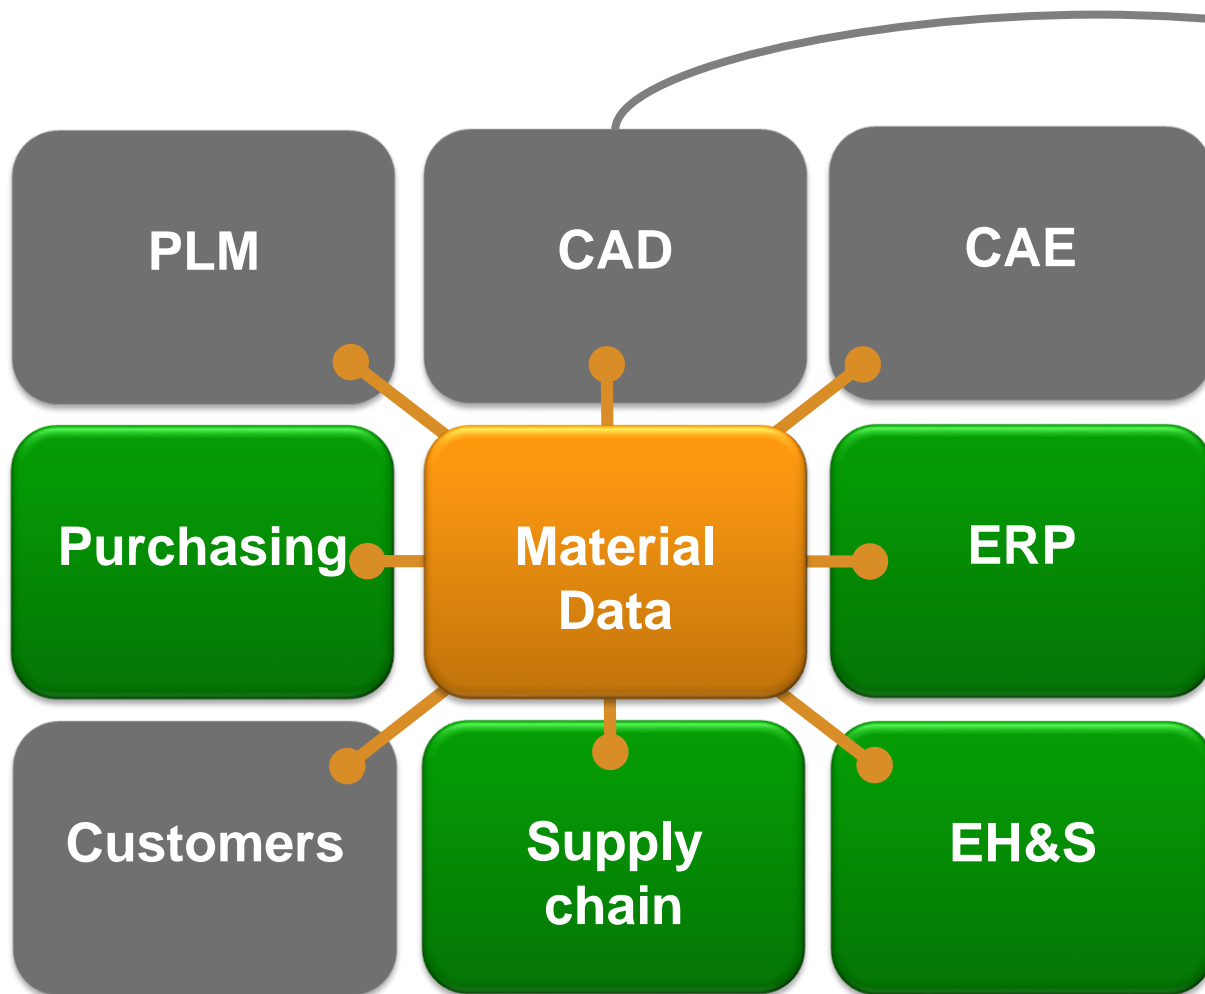 PLM
CAD
CAE
Purchasing
Material
Data
ERP
Customers
Supply
chain
EH&S